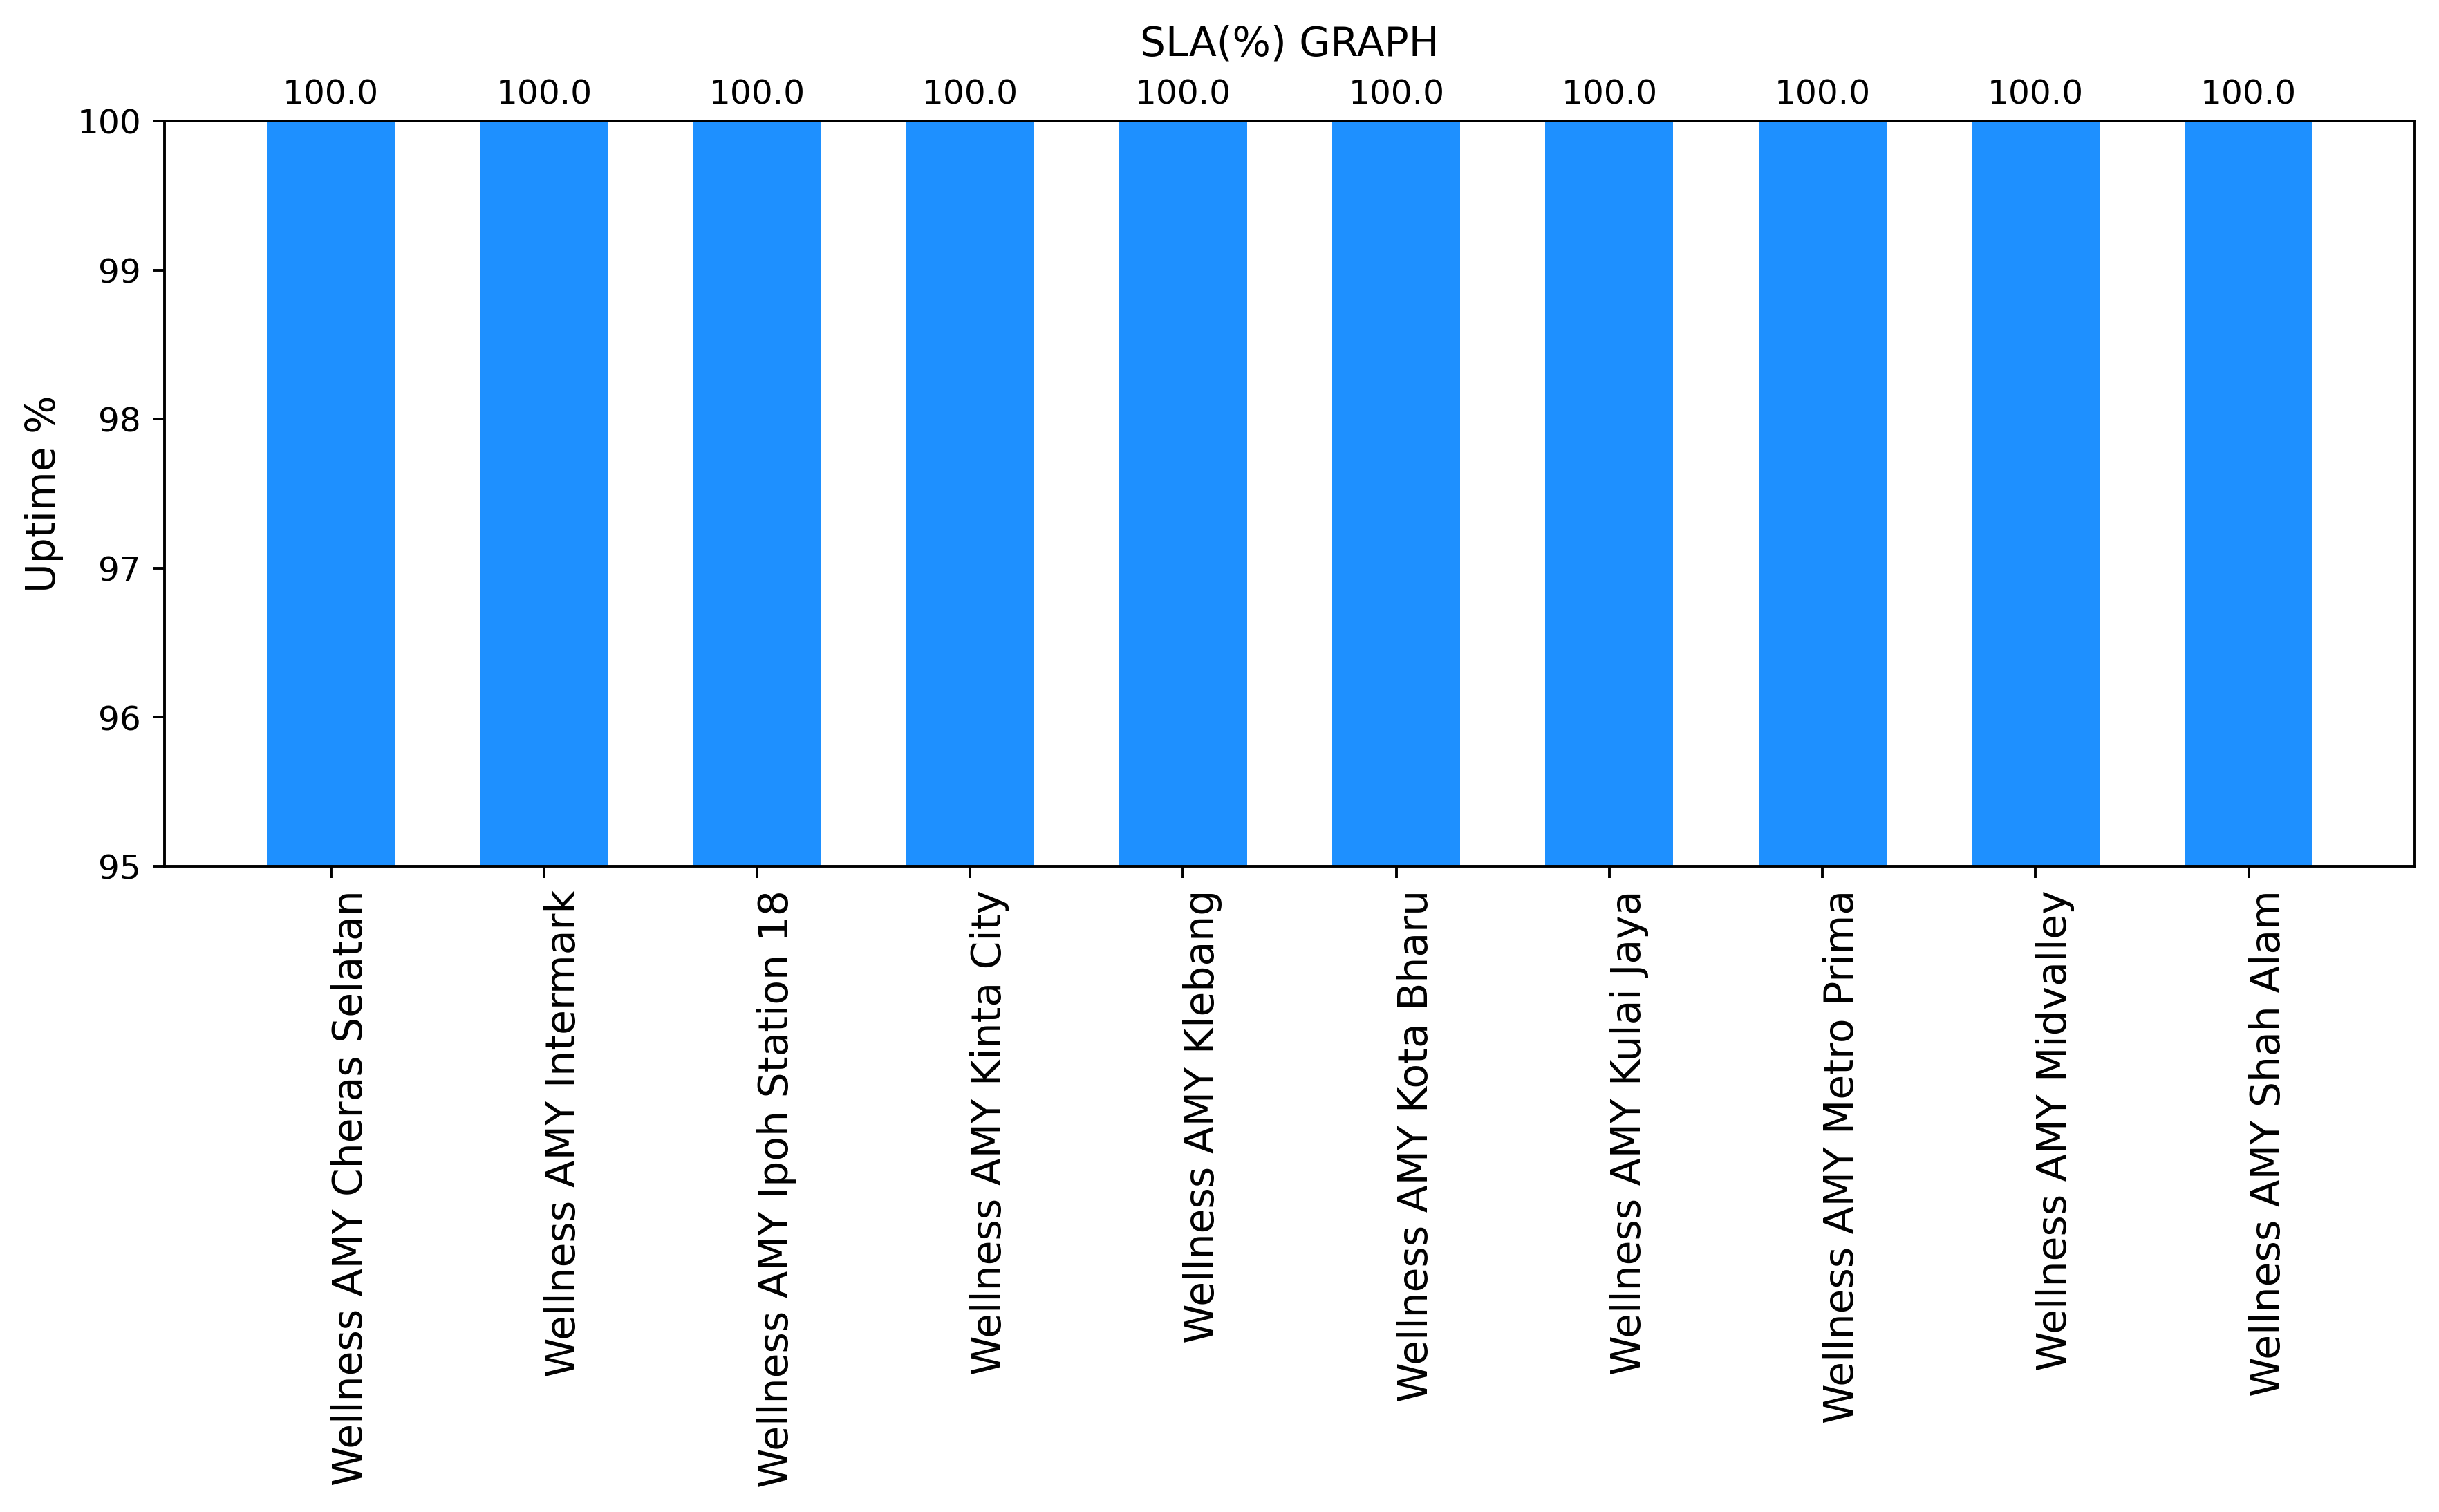 SLA(%) GRAPH
100.0 100.0 100.0 100.0 100.0 100.0 100.0 100.0 100.0 100.0
100
99
98
97
96
95
Uptime %
Wellness AMY Cheras Selatan
Wellness AMY Intermark
Wellness AMY Ipoh Station 18
Wellness AMY Kinta City
Wellness AMY Klebang
Wellness AMY Kota Bharu
Wellness AMY Kulai Jaya
Wellness AMY Metro Prima
Wellness AMY Midvalley
Wellness AMY Shah Alam